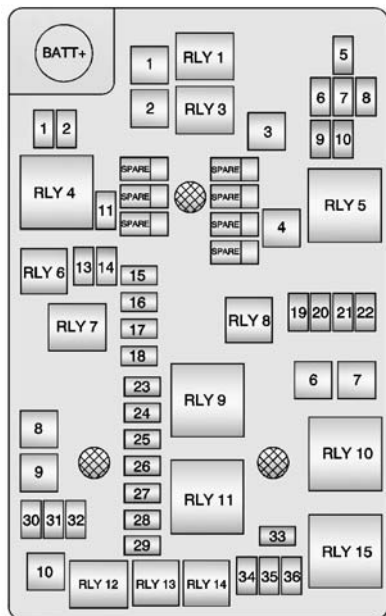 BATT+
1
RLY 1
5
2
RLY 3
6 7 8
3
9 10
1 2
RLY 4
11
SPARE
SPARE
SPARE
SPARE
SPARE
SPARE
SPARE
4
RLY 5
RLY 6
13 14
15
16
17
18
RLY 7
RLY 8
19 20 21 22
6 7
23
24
25
26
27
28
29
RLY 9
8
9
RLY 10
RLY 11
30 31 32
33
10
RLY 12
RLY 13
RLY 14
34 35 36
RLY 15